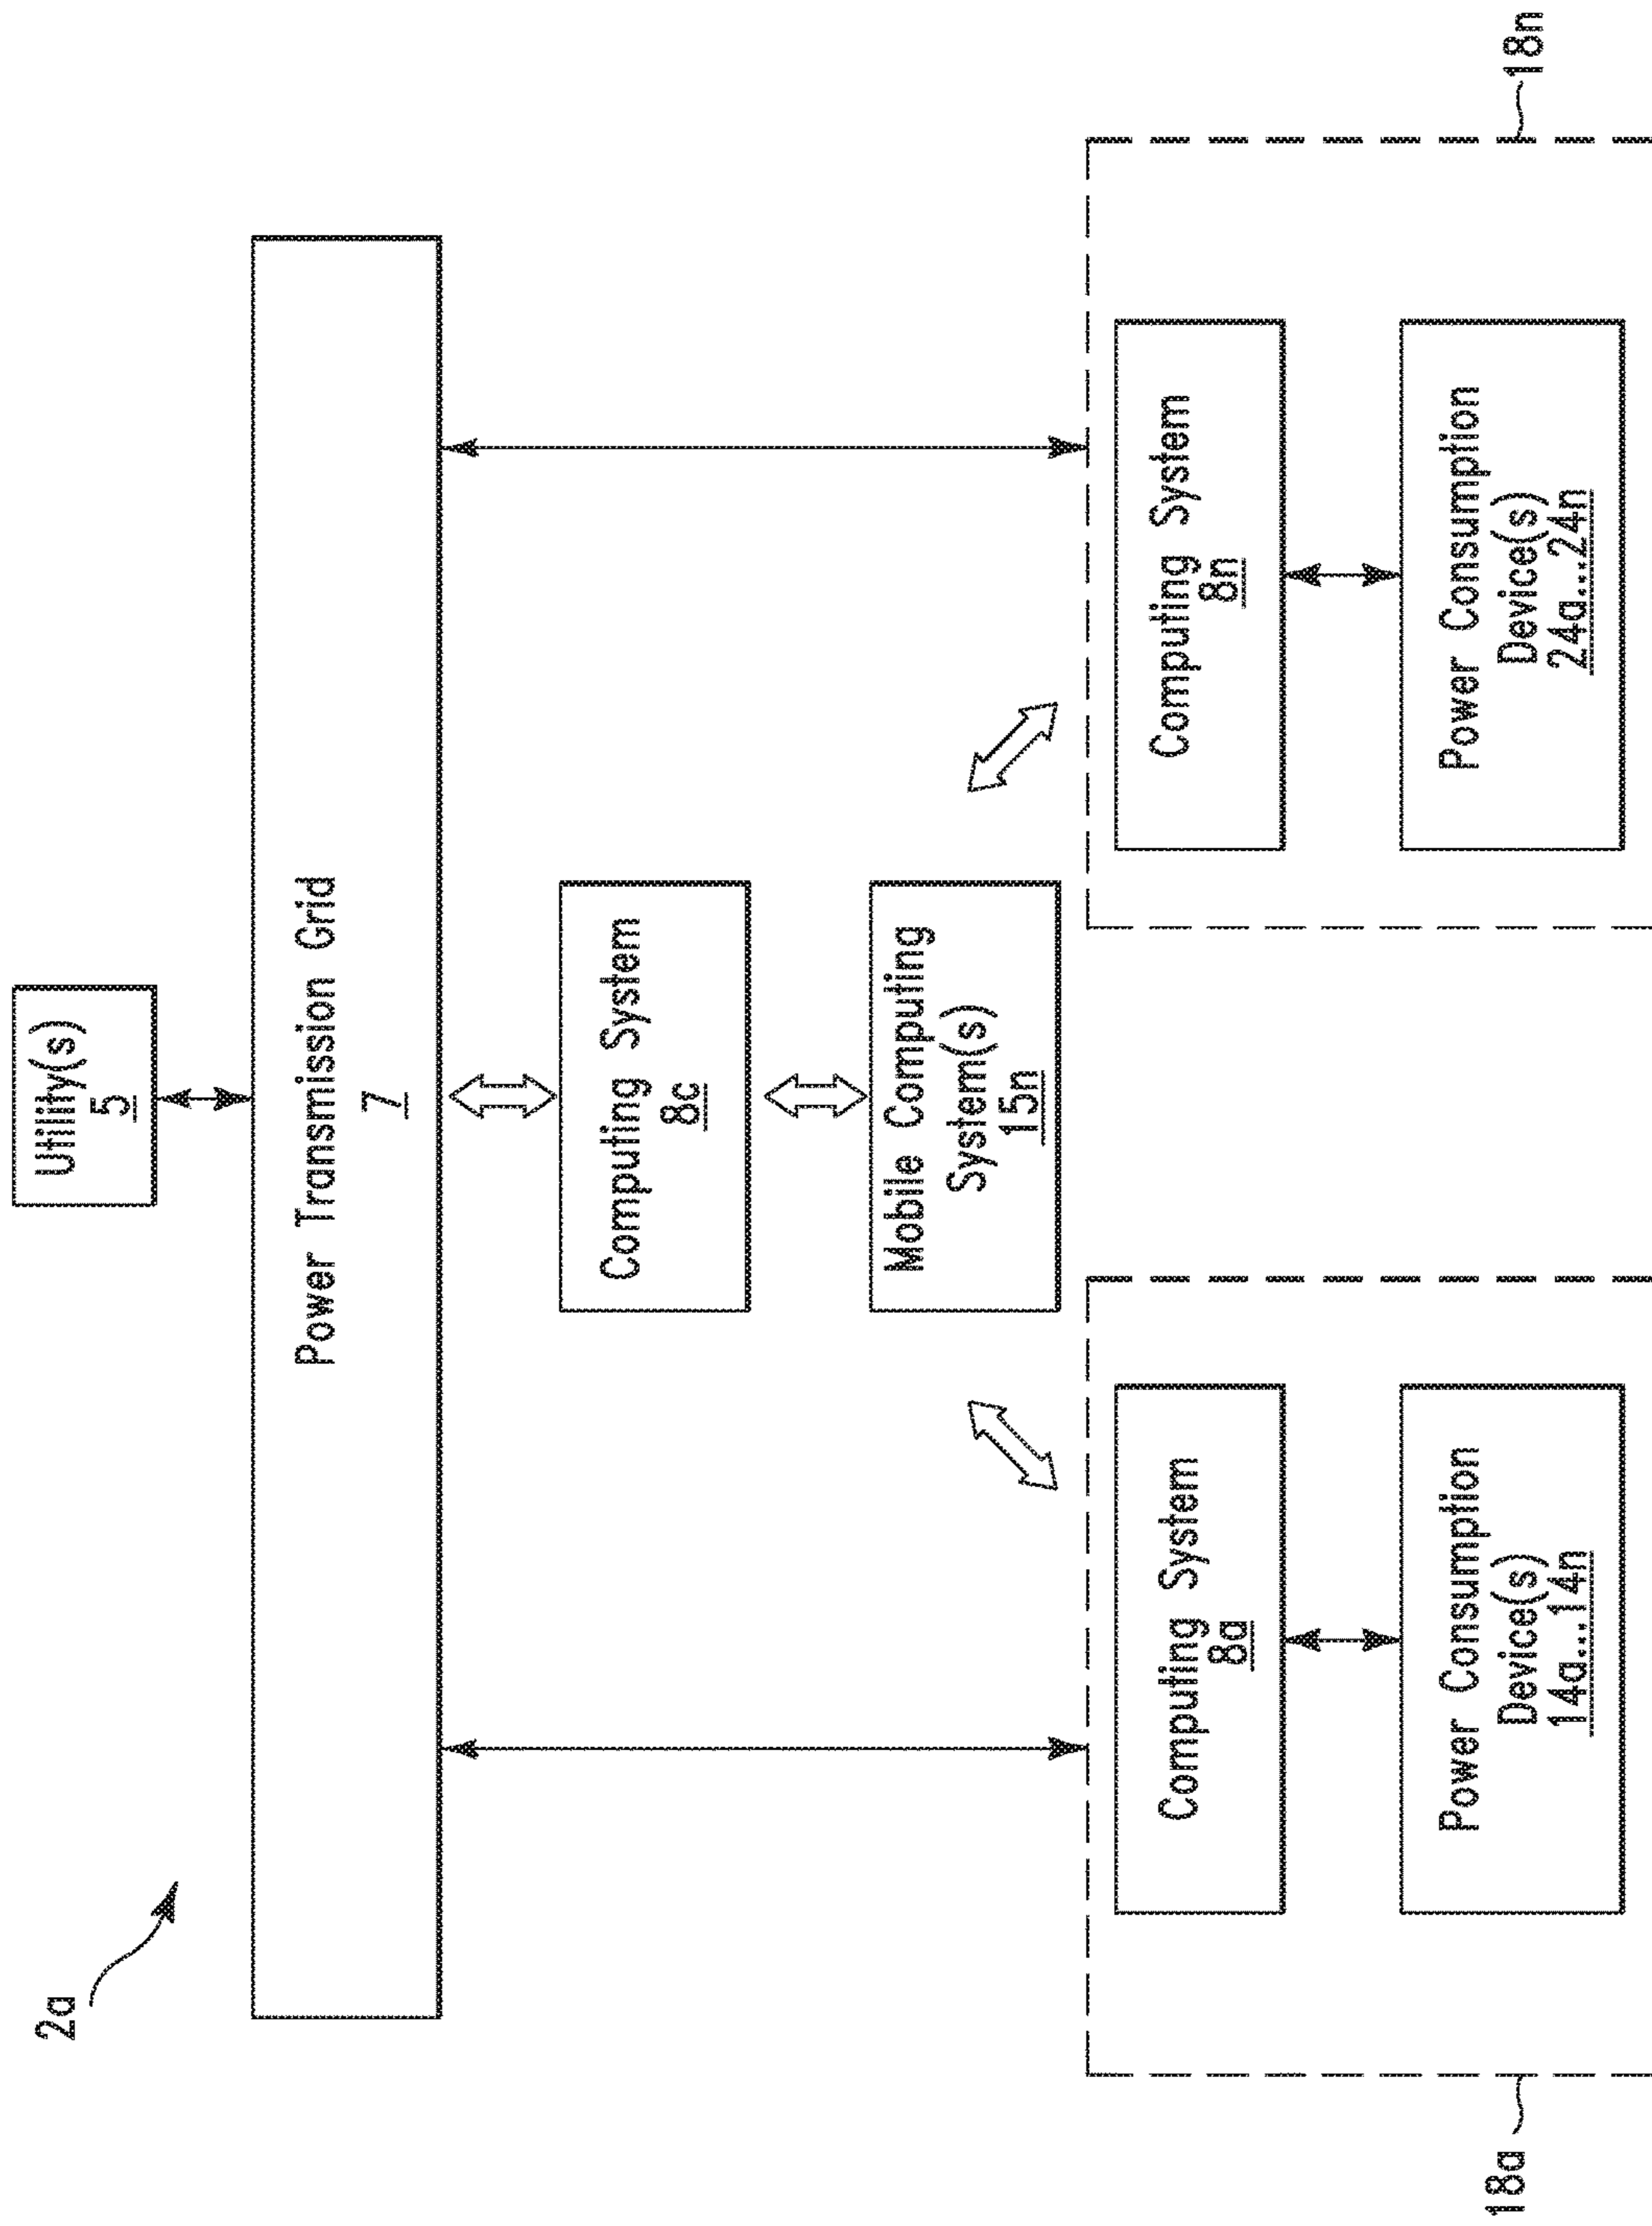 2a
Utility(s)
5
Power Transmission Grid
7
Computing System
8c
Mobile Computing
System(s)
15n
18a
Computing System
8a
Power Consumption
Device(s)
14a...14n
18n
Computing System
8n
Power Consumption
Device(s)
24a...24n